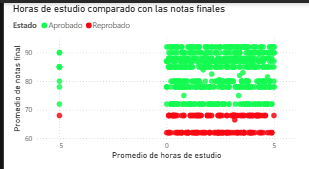 Horas de estudio comparado con las notas finales
Estado Aprobado Reprobado
Promedio de notas final
90
80
70
60
-5
0
5
Promedio de horas de estudio